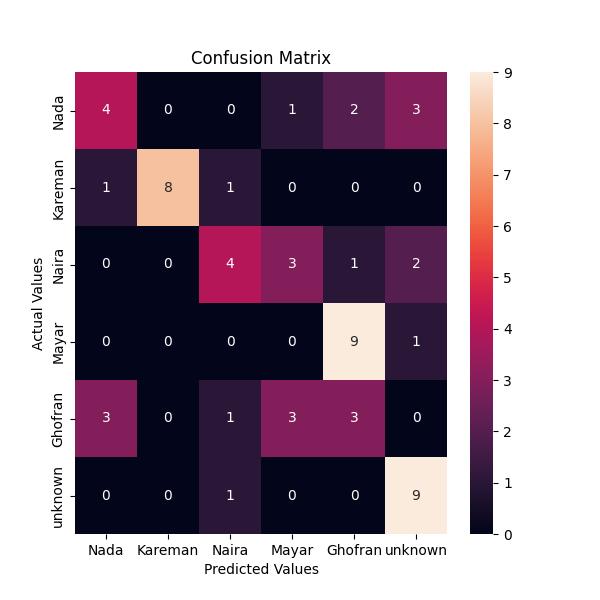 Confusion Matrix
Nada 4 0 0 1 2 3
Kareman 1 8 1 0 0 0
Naira 0 0 4 3 1 2
Mayar 0 0 0 0 9 1
Ghofran 3 0 1 3 3 0
unknown 0 0 1 0 0 9
Actual Values
Nada Kareman Naira Mayar Ghofran unknown
Predicted Values
9
8
7
6
5
4
3
2
1
0